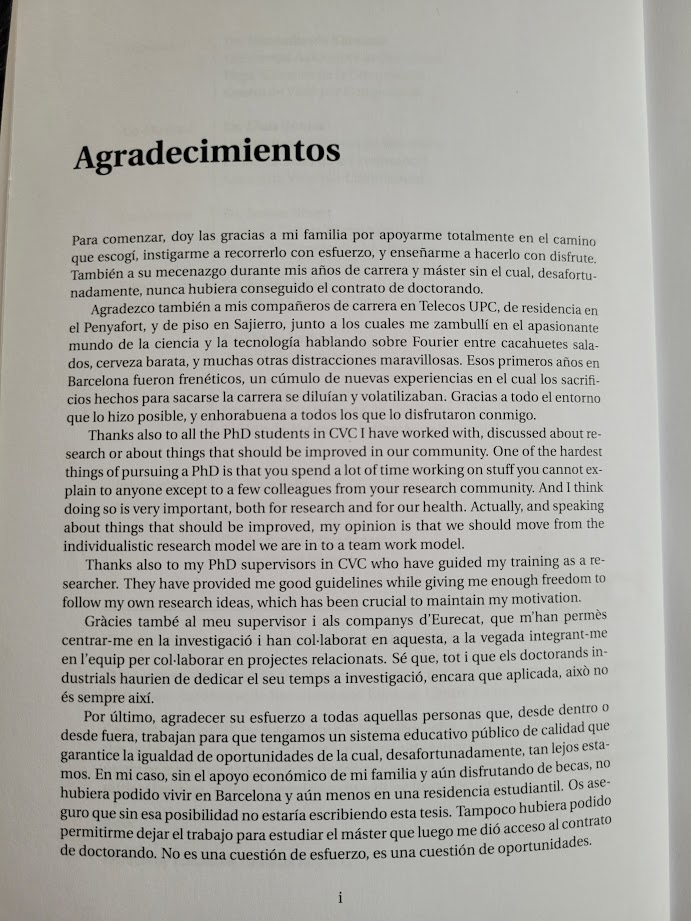 Agradecimientos
Para comenzar, doy las gracias a mi familia por apoyarme totalmente en el camino
que escogí, instigarme a recorrerlo con esfuerzo, y enseñarme a hacerlo con disfrute.
También a su mecenazgo durante mis años de carrera y máster sin el cual, desafortu-
nadamente, nunca hubiera conseguido el contrato de doctorando.
Agradezco también a mis compañeros de carrera en Telecos UPC, de residencia en
el Penyafort, y de piso en Sajierro, junto a los cuales me zambullí en el apasionante
mundo de la ciencia y la tecnología hablando sobre Fourier entre cacahuetes sala-
dos, cerveza barata, y muchas otras distracciones maravillosas. Esos primeros años en
Barcelona fueron frenéticos, un cúmulo de nuevas experiencias en el cual los sacrifi-
cios hechos para sacarse la carrera se diluían y volatilizaban. Gracias a todo el entorno
que lo hizo posible, y enhorabuena a todos los que lo disfrutaron conmigo.
Thanks also to all the PhD students in CVC I have worked with, discussed about re-
search or about things that should be improved in our community. One of the hardest
things of pursuing a PhD is that you spend a lot of time working on stuff you cannot ex-
plain to anyone except to a few colleagues from your research community. And I think
doing so is very important, both for research and for our health. Actually, and speaking
about things that should be improved, my opinion is that we should move from the
individualistic research model we are in to a team work model.
Thanks also to my PhD supervisors in CVC who have guided my training as a re-
searcher. They have provided me good guidelines while giving me enough freedom to
follow my own research ideas, which has been crucial to maintain my motivation.
Gràcies també al meu supervisor i als companys d'Eurecat, que m'han permès
centrar-me en la investigació i han col·laborat en aquesta, a la vegada integrant-me
en l'equip per col·laborar en projectes relacionats. Sé que, tot i que els doctorands in-
dustrials haurien de dedicar el seu temps a investigació, encara que aplicada, això no
és sempre així.
Por último, agradecer su esfuerzo a todas aquellas personas que, desde dentro o
desde fuera, trabajan para que tengamos un sistema educativo público de calidad que
garantice la igualdad de oportunidades de la cual, desafortunadamente, tan lejos esta-
mos. En mi caso, sin el apoyo económico de mi familia y aún disfrutando de becas, no
hubiera podido vivir en Barcelona y aún menos en una residencia estudiantil. Os ase-
guro que sin esa posibilidad no estaría escribiendo esta tesis. Tampoco hubiera podido
permitirme dejar el trabajo para estudiar el máster que luego me dió acceso al contrato
de doctorando. No es una cuestión de esfuerzo, es una cuestión de oportunidades.
i